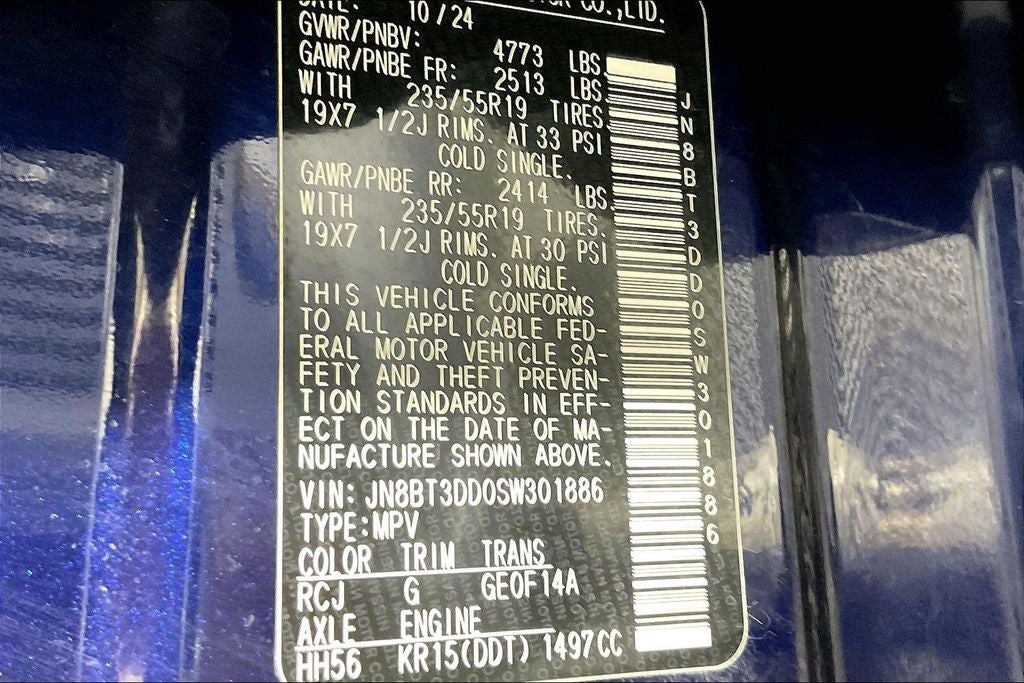 DATE: 10/24
CO.,LTD.
GVWR/PNBV: 4773 LBS.
GAWR/PNBE FR: 2513 LBS.
WITH 235/55R19 TIRES.
19X7 1/2J RIMS. AT 33 PSI
COLD SINGLE.
GAWR/PNBE RR: 2414 LBS.
WITH 235/55R19 TIRES.
19X7 1/2J RIMS. AT 30 PSI
COLD SINGLE.
THIS VEHICLE CONFORMS
TO ALL APPLICABLE FED-
ERAL MOTOR VEHICLE SA-
FETY AND THEFT PREVEN-
TION STANDARDS IN EFF-
ECT ON THE DATE OF MA-
NUFACTURE SHOWN ABOVE.
VIN: JN8BT3DD0SW301886
TYPE:MPV
COLOR TRIM TRANS
RCJ G GE0F14A
AXLE ENGINE
HH56 KR15(DDT) 1497CC
JN8BT3DD0SW301886